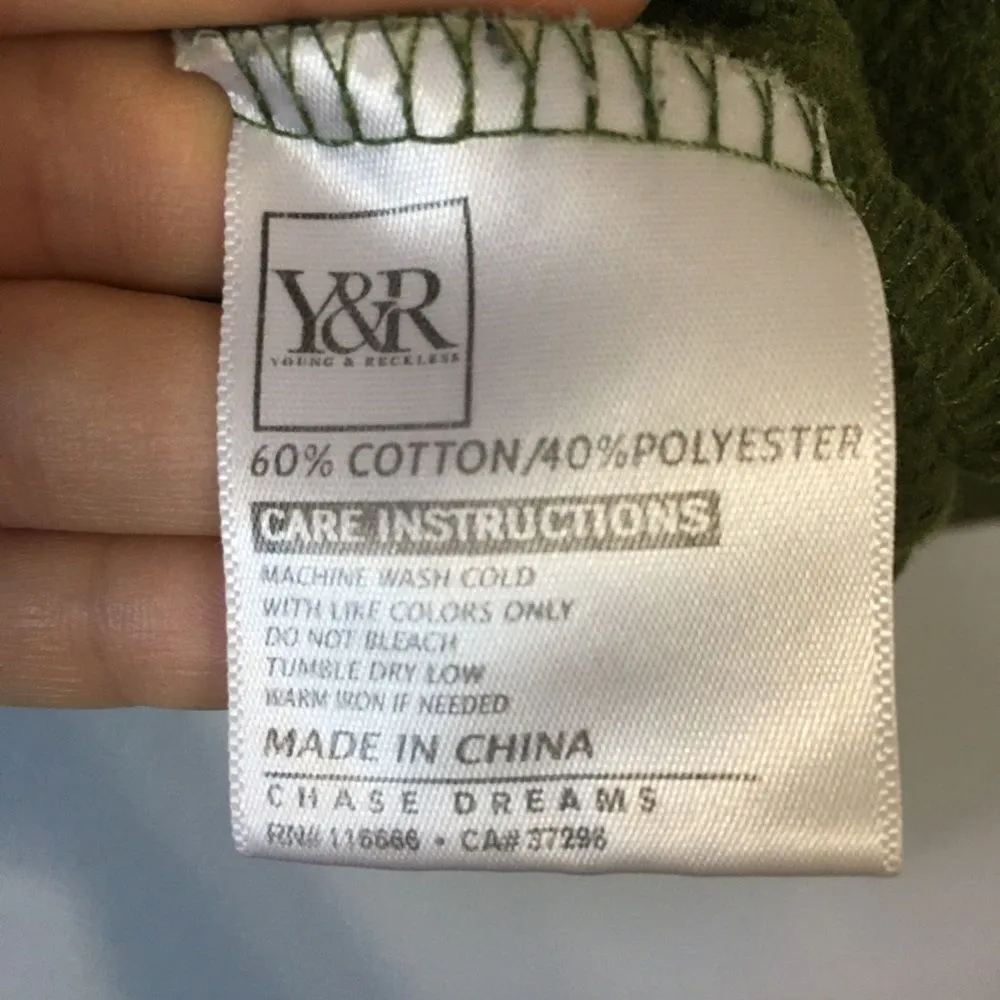 Y&R
YOUNG & RECKLESS
60% COTTON/40%POLYESTER
CARE INSTRUCTIONS
MACHINE WASH COLD
WITH LIKE COLORS ONLY
DO NOT BLEACH
TUMBLE DRY LOW
WARM IRON IF NEEDED
MADE IN CHINA
CHASE DREAMS
RN# 116666 • CA# 37296